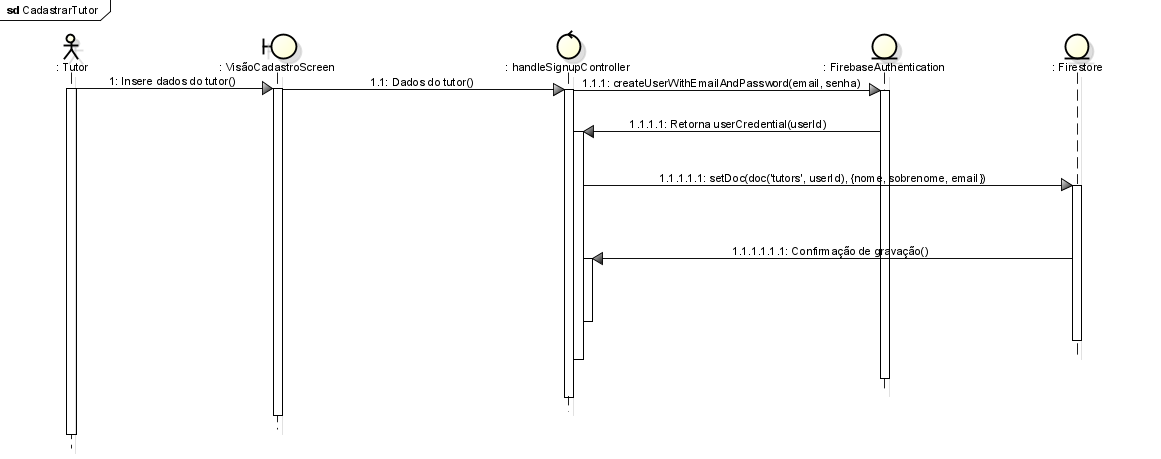 sd CadastrarTutor
: Tutor
: VisãoCadastroScreen
: handleSignupController
: FirebaseAuthentication
: Firestore
1: Insere dados do tutor()
1.1: Dados do tutor()
1.1.1: createUserWithEmailAndPassword(email, senha)
1.1.1.1: Retorna userCredential(userId)
1.1.1.1.1: setDoc(doc('tutors', userId), {nome, sobrenome, email})
1.1.1.1.1.1: Confirmação de gravação()